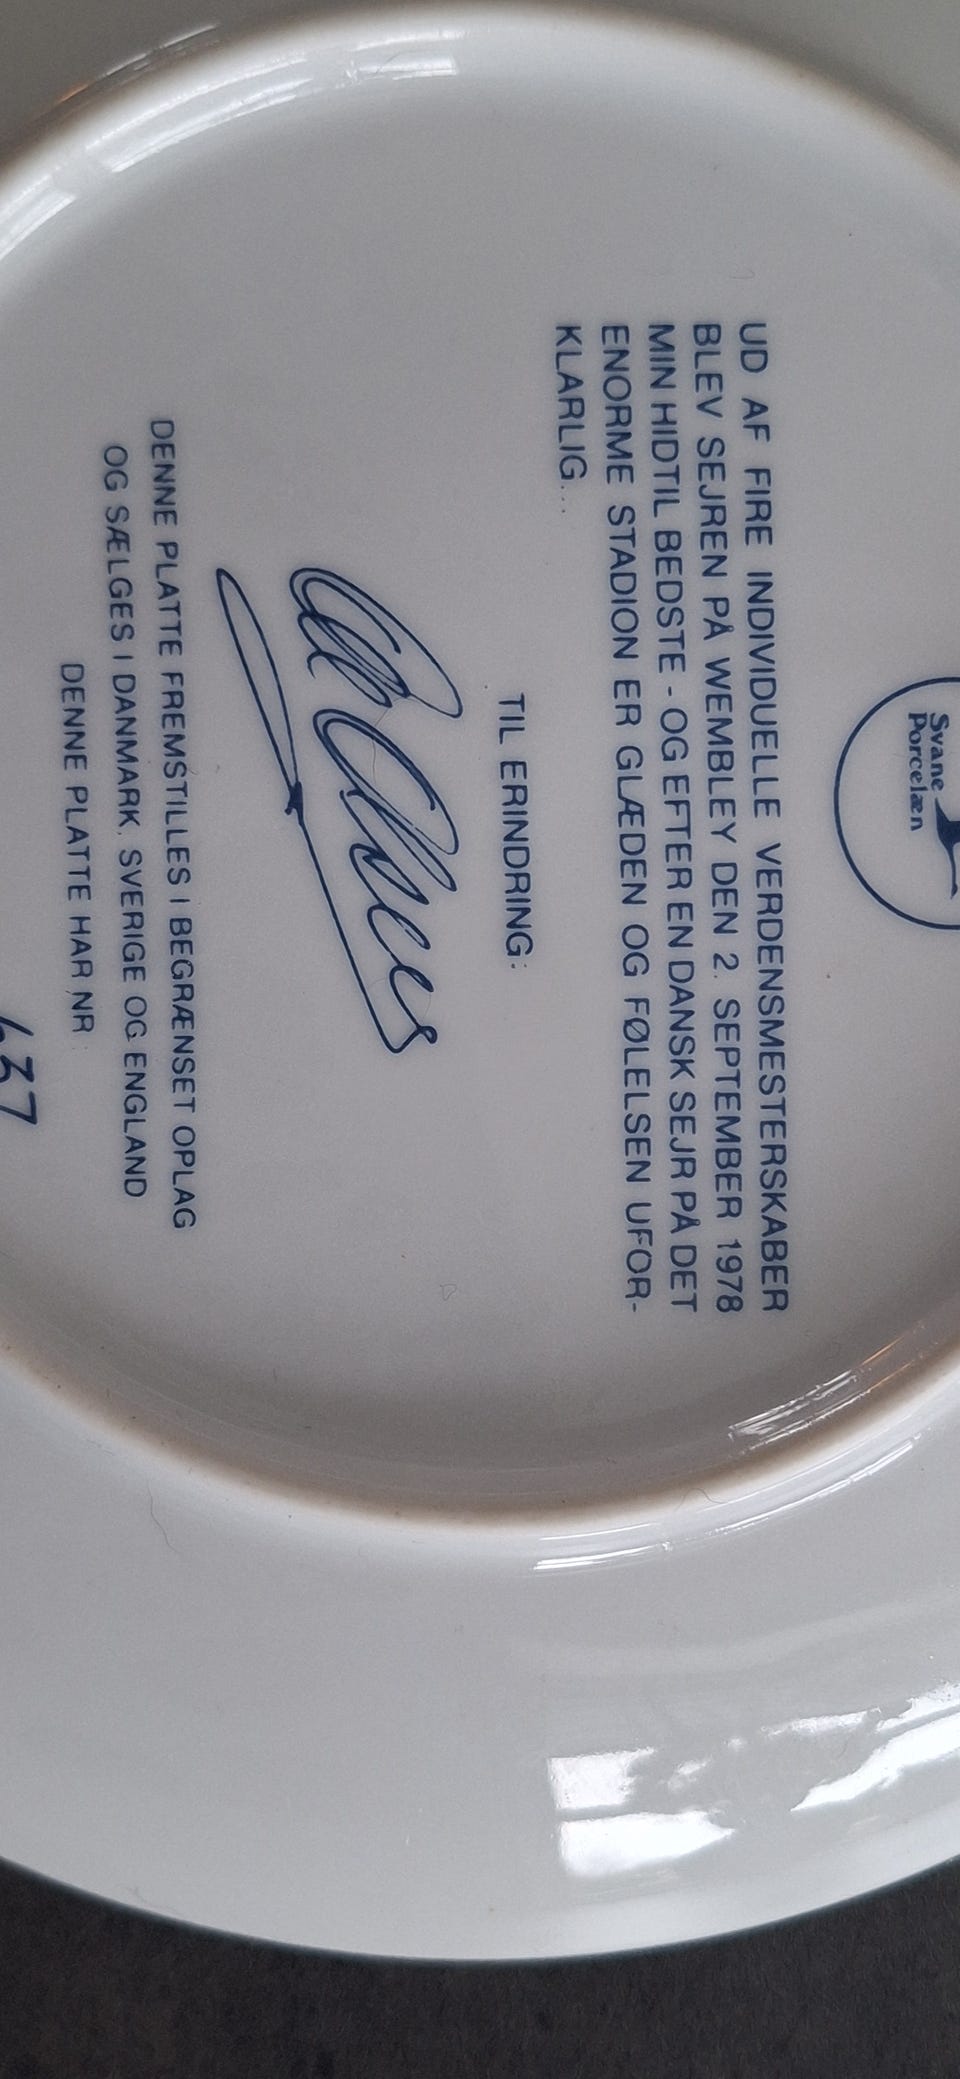 Svane
Porcelæn
UD AF FIRE INDIVIDUELLE VERDENSMESTERSKABER
BLEV SEJREN PÅ WEMBLEY DEN 2. SEPTEMBER 1978
MIN HIDTIL BEDSTE - OG EFTER EN DANSK SEJR PÅ DET
ENORME STADION ER GLÆDEN OG FØLELSEN UFOR-
KLARLIG...
TIL ERINDRING:
DENNE PLATTE FREMSTILLES I BEGRÆNSET OPLAG
OG SÆLGES I DANMARK, SVERIGE OG ENGLAND
DENNE PLATTE HAR NR.
637